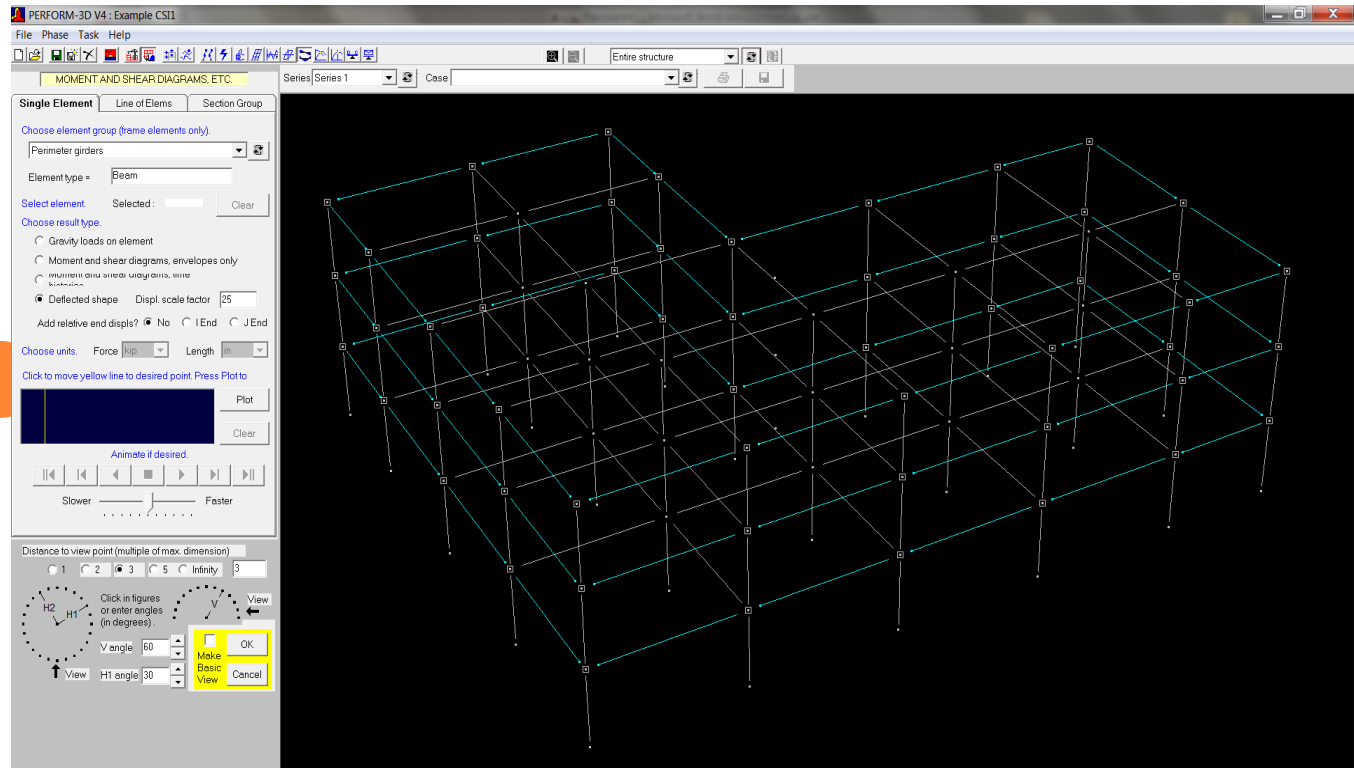 PERFORM-3D V4 : Example CSI1
File Phase Task Help
Entire structure
MOMENT AND SHEAR DIAGRAMS, ETC.
Series Series 1 Case
Single Element Line of Elems Section Group
Choose element group (frame elements only).
Perimeter girders
Element type = Beam
Select element. Selected : Clear
Choose result type.
Gravity loads on element
Moment and shear diagrams, envelopes only
Moment and shear diagrams, time
histories
Deflected shape Displ. scale factor 25
Add relative end displs? No I End J End
Choose units. Force kip Length in
Click to move yellow line to desired point. Press Plot to
Plot
Clear
Animate if desired.
Slower Faster
Distance to view point (multiple of max. dimension)
1 2 3 5 Infinity 3
H2 H1 Click in figures V View
or enter angles
(in degrees) .
V angle 60 OK
Make
Basic
View
View H1 angle 30 Cancel